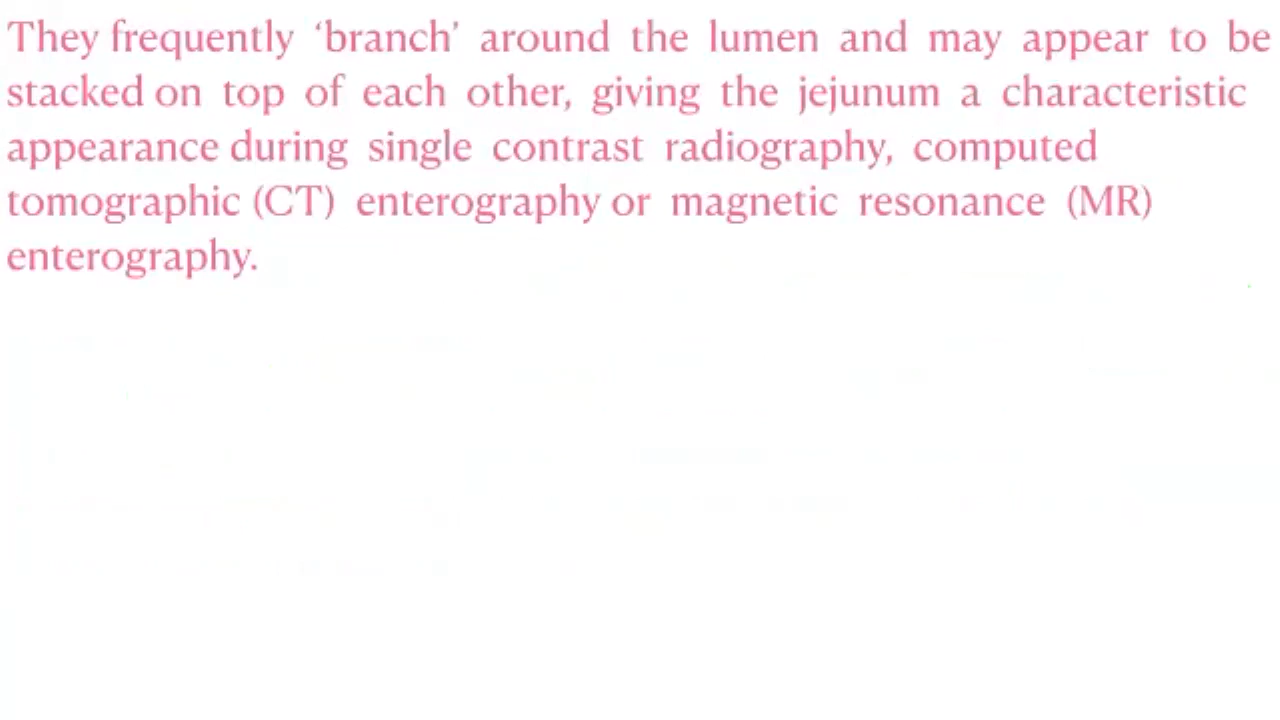 They frequently ‘branch’ around the lumen and may appear to be
stacked on top of each other, giving the jejunum a characteristic
appearance during single contrast radiography, computed
tomographic (CT) enterography or magnetic resonance (MR)
enterography.